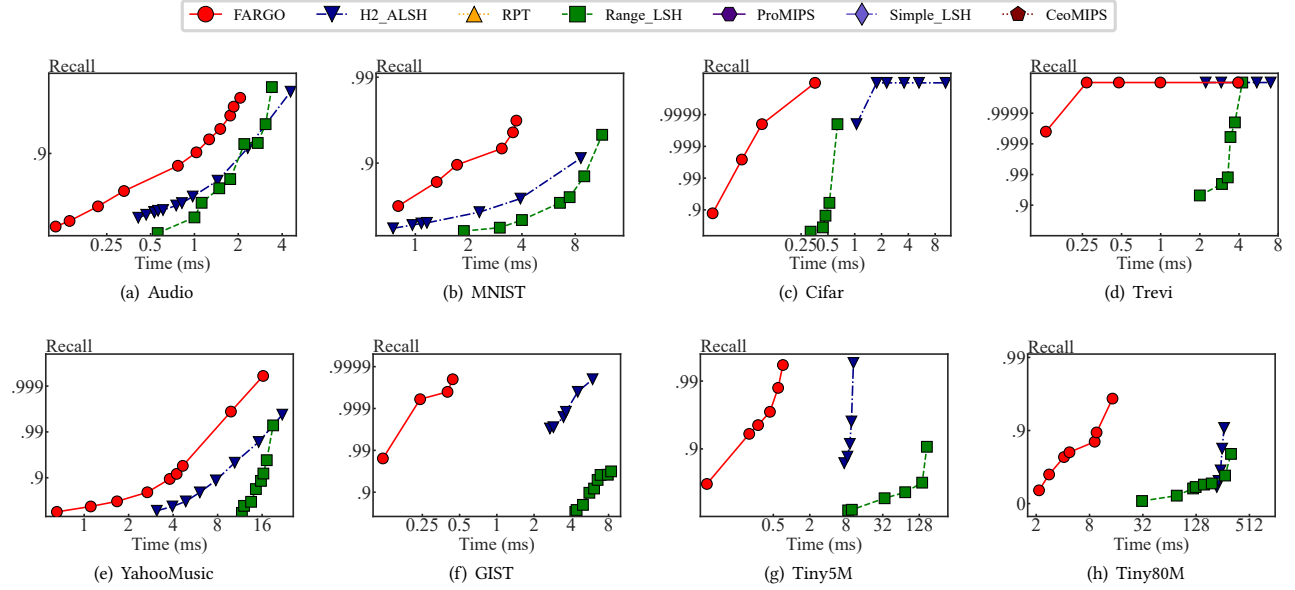 FARGO H2_ALSH RPT Range_LSH ProMIPS Simple_LSH CeoMIPS
Recall
.9
0.25 0.5 1 2 4
Time (ms)
(a) Audio
Recall
.99
.9
1 2 4 8
Time (ms)
(b) MNIST
Recall
.9999
.999
.99
.9
0.25 0.5 1 2 4 8
Time (ms)
(c) Cifar
Recall
.9999
.999
.99
.9
0.25 0.5 1 2 4 8
Time (ms)
(d) Trevi
Recall
.999
.99
.9
1 2 4 8 16
Time (ms)
(e) YahooMusic
Recall
.9999
.999
.99
.9
0.25 0.5 1 2 4 8
Time (ms)
(f) GIST
Recall
.99
.9
0.5 2 8 32 128
Time (ms)
(g) Tiny5M
Recall
.99
.9
0
2 8 32 128 512
Time (ms)
(h) Tiny80M